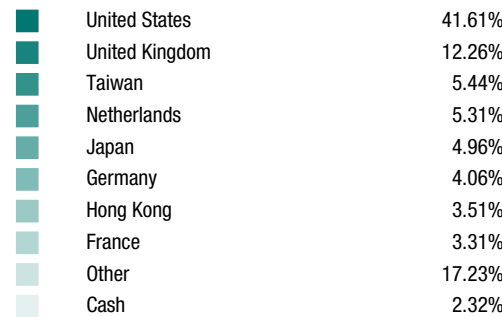 United States 41.61%
United Kingdom 12.26%
Taiwan 5.44%
Netherlands 5.31%
Japan 4.96%
Germany 4.06%
Hong Kong 3.51%
France 3.31%
Other 17.23%
Cash 2.32%